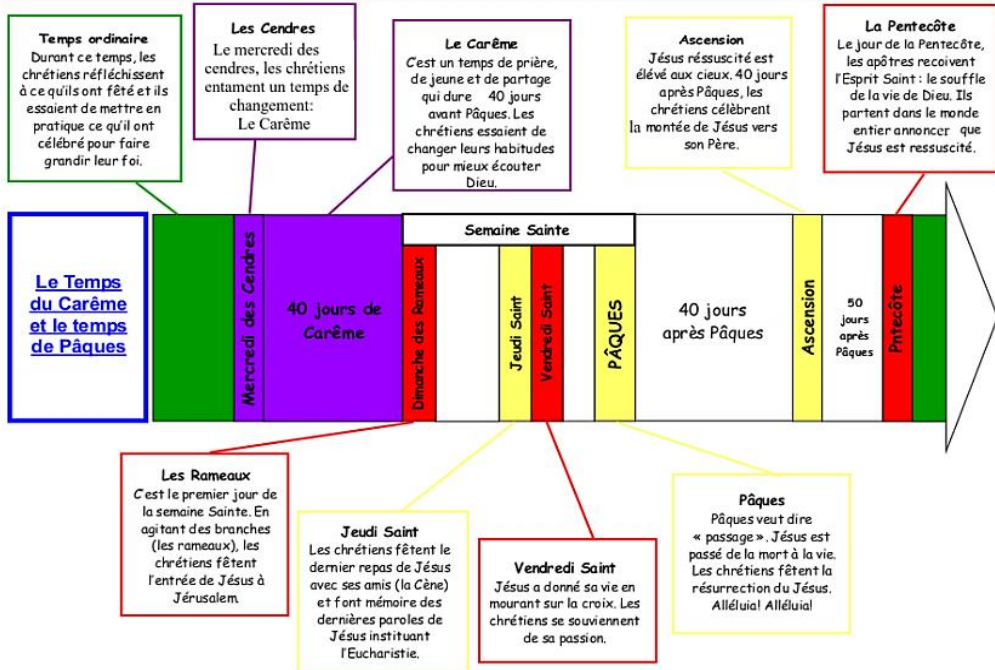 Temps ordinaire
Durant ce temps, les
chrétiens réfléchissent
à ce qu'ils ont fêté et ils
essaient de mettre en
pratique ce qu'il ont
célébré pour faire
grandir leur foi.
Les Cendres
Le mercredi des
cendres, les chrétiens
entament un temps de
changement:
Le Carême
Le Carême
C'est un temps de prière,
de jeune et de partage
qui dure 40 jours
avant Pâques. Les
chrétiens essaient de
changer leurs habitudes
pour mieux écouter
Dieu.
Ascension
Jésus réssuscité est
élevé aux cieux. 40 jours
après Pâques, les
chrétiens célèbrent
la montée de Jésus vers
son Père.
La Pentecôte
Le jour de la Pentecôte,
les apôtres recoivent
l'Esprit Saint : le souffle
de la vie de Dieu. Ils
partent dans le monde
entier annoncer que
Jésus est ressuscité.
Le Temps
du Carême
et le temps
de Pâques
Mercredi des Cendres
40 jours de
Carême
Semaine Sainte
Dimanche des Rameaux
Jeudi Saint
Vendredi Saint
PÂQUES
40 jours
après Pâques
Ascension
50
jours
après
Pâques
Pntecôte
Les Rameaux
C'est le premier jour de
la semaine Sainte. En
agitant des branches
(les rameaux), les
chrétiens fêtent
l'entrée de Jésus à
Jérusalem.
Jeudi Saint
Les chrétiens fêtent le
dernier repas de Jésus
avec ses amis (la Cène)
et font mémoire des
dernières paroles de
Jésus instituant
l'Eucharistie.
Vendredi Saint
Jésus a donné sa vie en
mourant sur la croix. Les
chrétiens se souviennent
de sa passion.
Pâques
Pâques veut dire
« passage ». Jésus est
passé de la mort à la vie.
Les chrétiens fêtent la
résurrection du Jésus.
Alléluia! Alléluia!